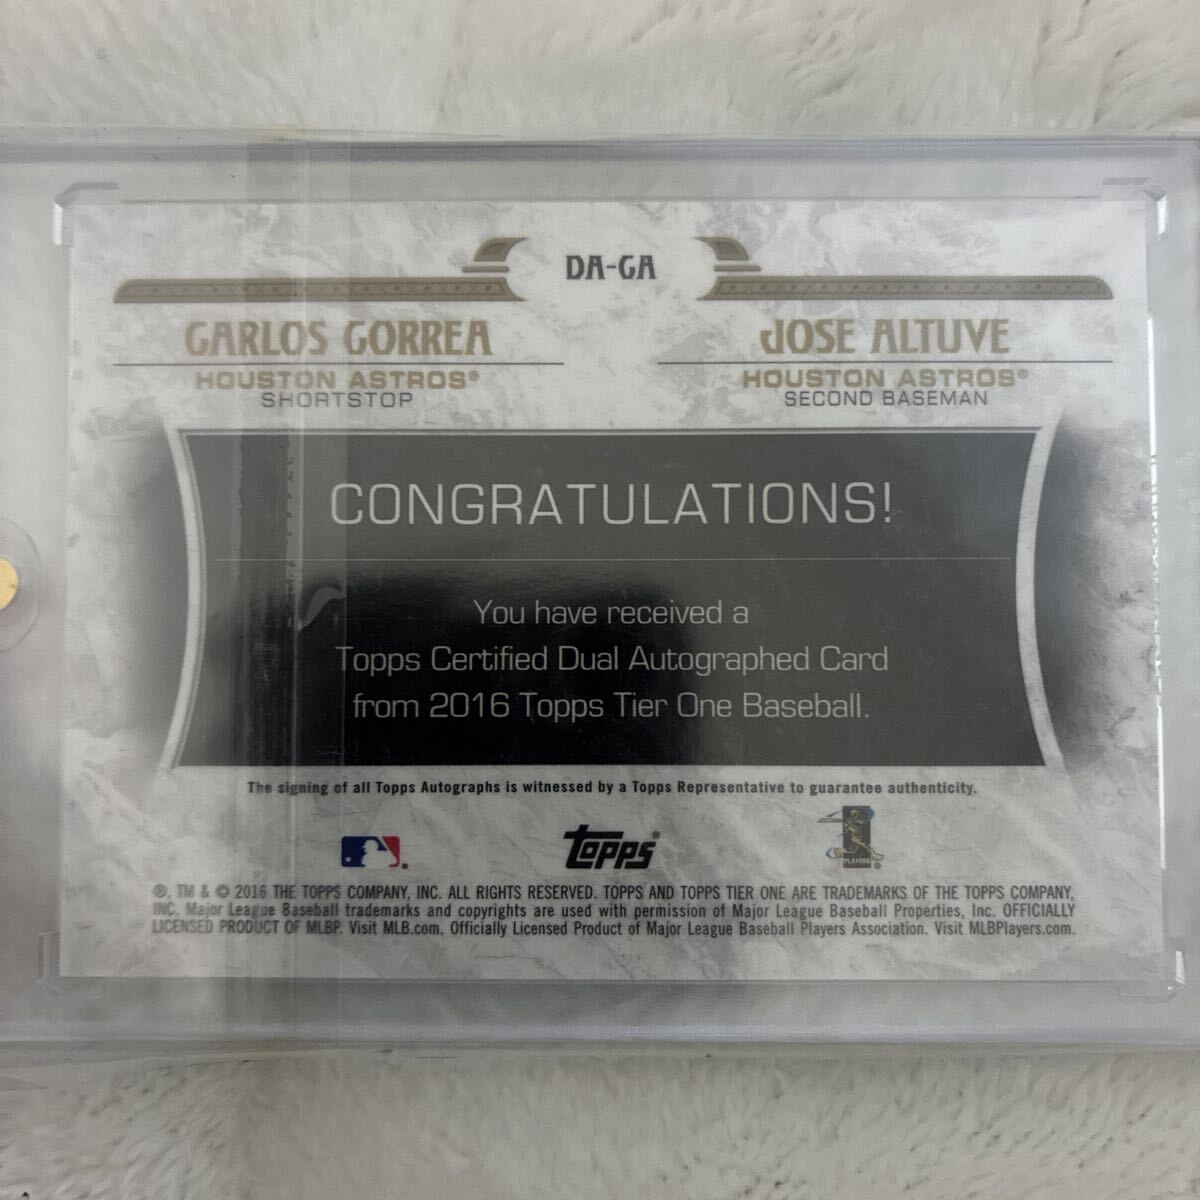 DA-CA
CARLOS CORREA
HOUSTON ASTROS®
SHORTSTOP
JOSE ALTUVE
HOUSTON ASTROS®
SECOND BASEMAN
CONGRATULATIONS!
You have received a
Topps Certified Dual Autographed Card
from 2016 Topps Tier One Baseball.
The signing of all Topps Autographs is witnessed by a Topps Representative to guarantee authenticity.
topps®
PLAYERS
®, TM & © 2016 THE TOPPS COMPANY, INC. ALL RIGHTS RESERVED. TOPPS AND TOPPS TIER ONE ARE TRADEMARKS OF THE TOPPS COMPANY,
INC. Major League Baseball trademarks and copyrights are used with permission of Major League Baseball Properties, Inc. OFFICIALLY
LICENSED PRODUCT OF MLBP. Visit MLB.com. Officially Licensed Product of Major League Baseball Players Association. Visit MLBPlayers.com.